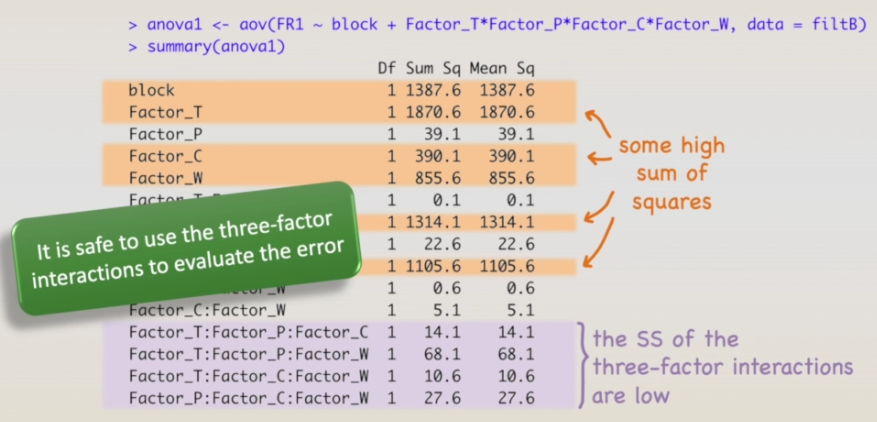 > anova1 <- aov(FR1 ~ block + Factor_T*Factor_P*Factor_C*Factor_W, data = filtB)
> summary(anova1)
Df Sum Sq Mean Sq
block 1 1387.6 1387.6
Factor_T 1 1870.6 1870.6
Factor_P 1 39.1 39.1
Factor_C 1 390.1 390.1
Factor_W 1 855.6 855.6
1 0.1 0.1
1 1314.1 1314.1
1 22.6 22.6
1 1105.6 1105.6
1 0.6 0.6
Factor_C:Factor_W 1 5.1 5.1
Factor_T:Factor_P:Factor_C 1 14.1 14.1
Factor_T:Factor_P:Factor_W 1 68.1 68.1
Factor_T:Factor_C:Factor_W 1 10.6 10.6
Factor_P:Factor_C:Factor_W 1 27.6 27.6
some high
sum of
squares
It is safe to use the three-factor
interactions to evaluate the error
the SS of the
three-factor interactions
are low